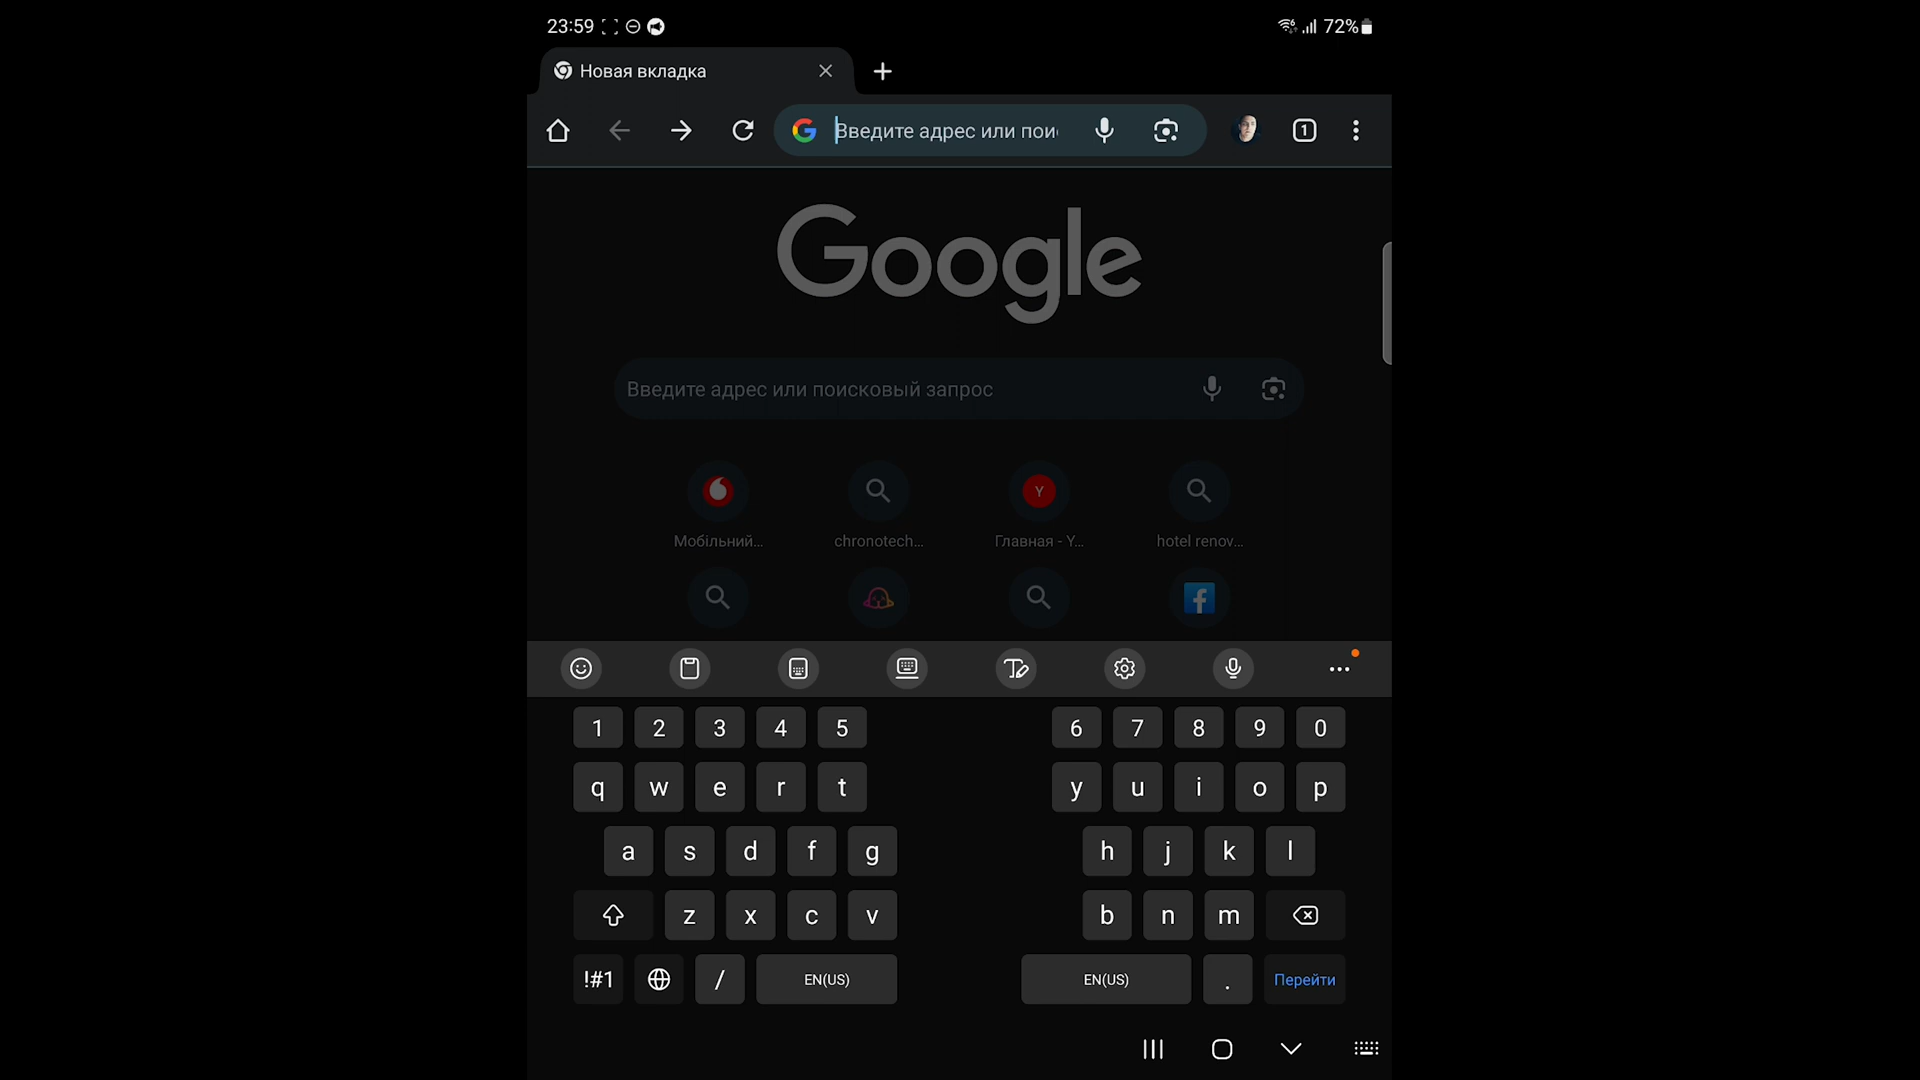 23:59 72%
Новая вкладка
Введите адрес или пои
1
Google
Введите адрес или поисковый запрос
Y
Мобільний... chronotech... Главная - Y... hotel renov...
1 2 3 4 5 6 7 8 9 0
q w e r t y u i o p
a s d f g h j k l
z x c v b n m
!#1 / EN(US) EN(US) . Перейти